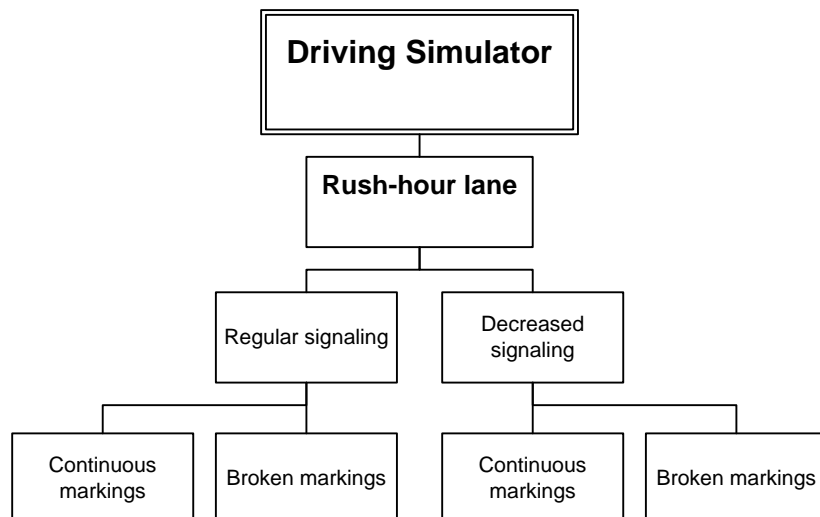 Driving Simulator
Rush-hour lane
Regular signaling
Decreased
signaling
Continuous
markings
Broken markings
Continuous
markings
Broken markings